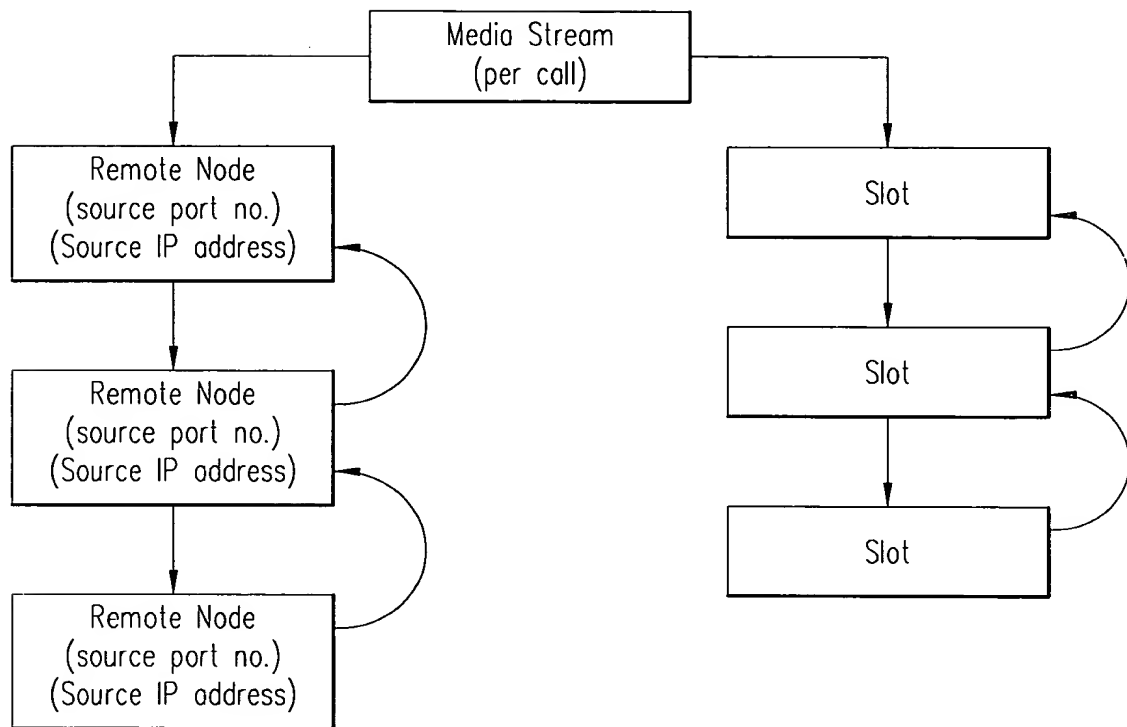 Media Stream
(per call)
Remote Node
(source port no.)
(Source IP address)
Slot
Remote Node
(source port no.)
(Source IP address)
Slot
Remote Node
(source port no.)
(Source IP address)
Slot